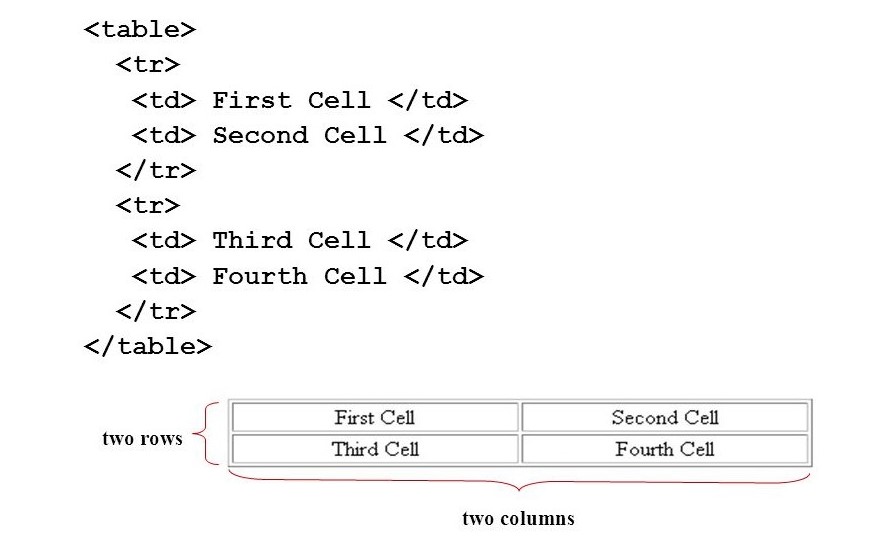 <table>
<tr>
<td> First Cell </td>
<td> Second Cell </td>
</tr>
<tr>
<td> Third Cell </td>
<td> Fourth Cell </td>
</tr>
</table>
First Cell Second Cell
two rows
Third Cell Fourth Cell
two columns